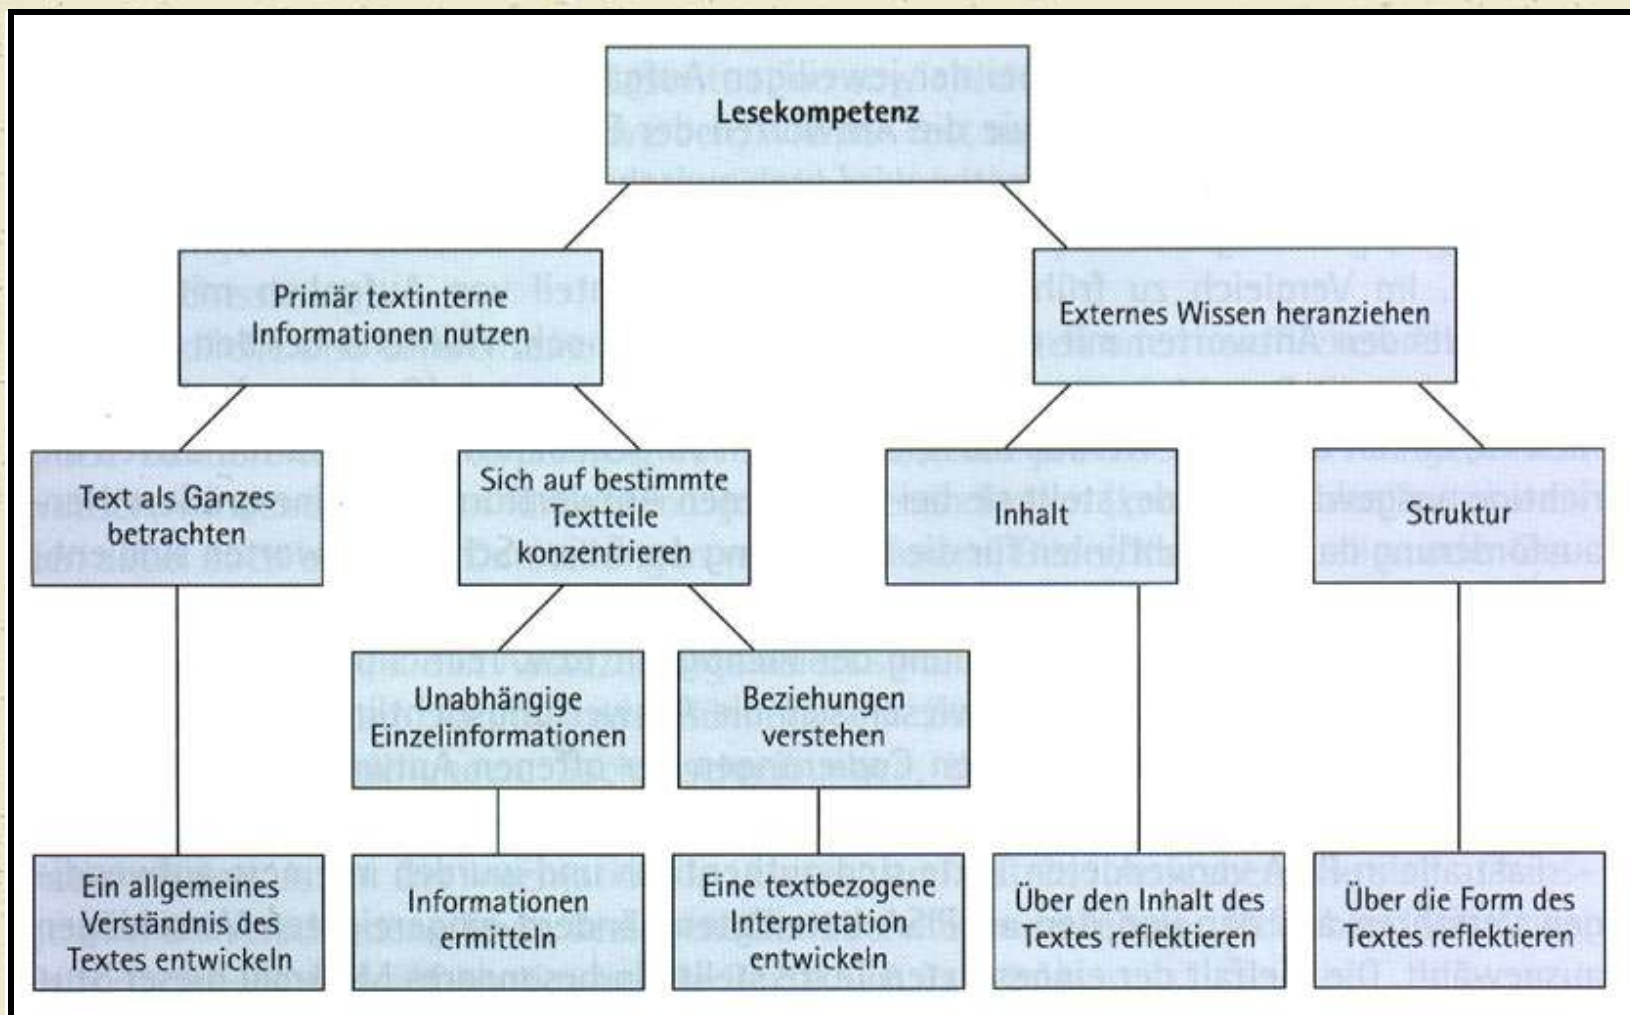 Lesekompetenz
Primär textinterne
Informationen nutzen
Externes Wissen heranziehen
Text als Ganzes
betrachten
Sich auf bestimmte
Textteile
konzentrieren
Inhalt
Struktur
Unabhängige
Einzelinformationen
Beziehungen
verstehen
Ein allgemeines
Verständnis des
Textes entwickeln
Informationen
ermitteln
Eine textbezogene
Interpretation
entwickeln
Über den Inhalt des
Textes reflektieren
Über die Form des
Textes reflektieren